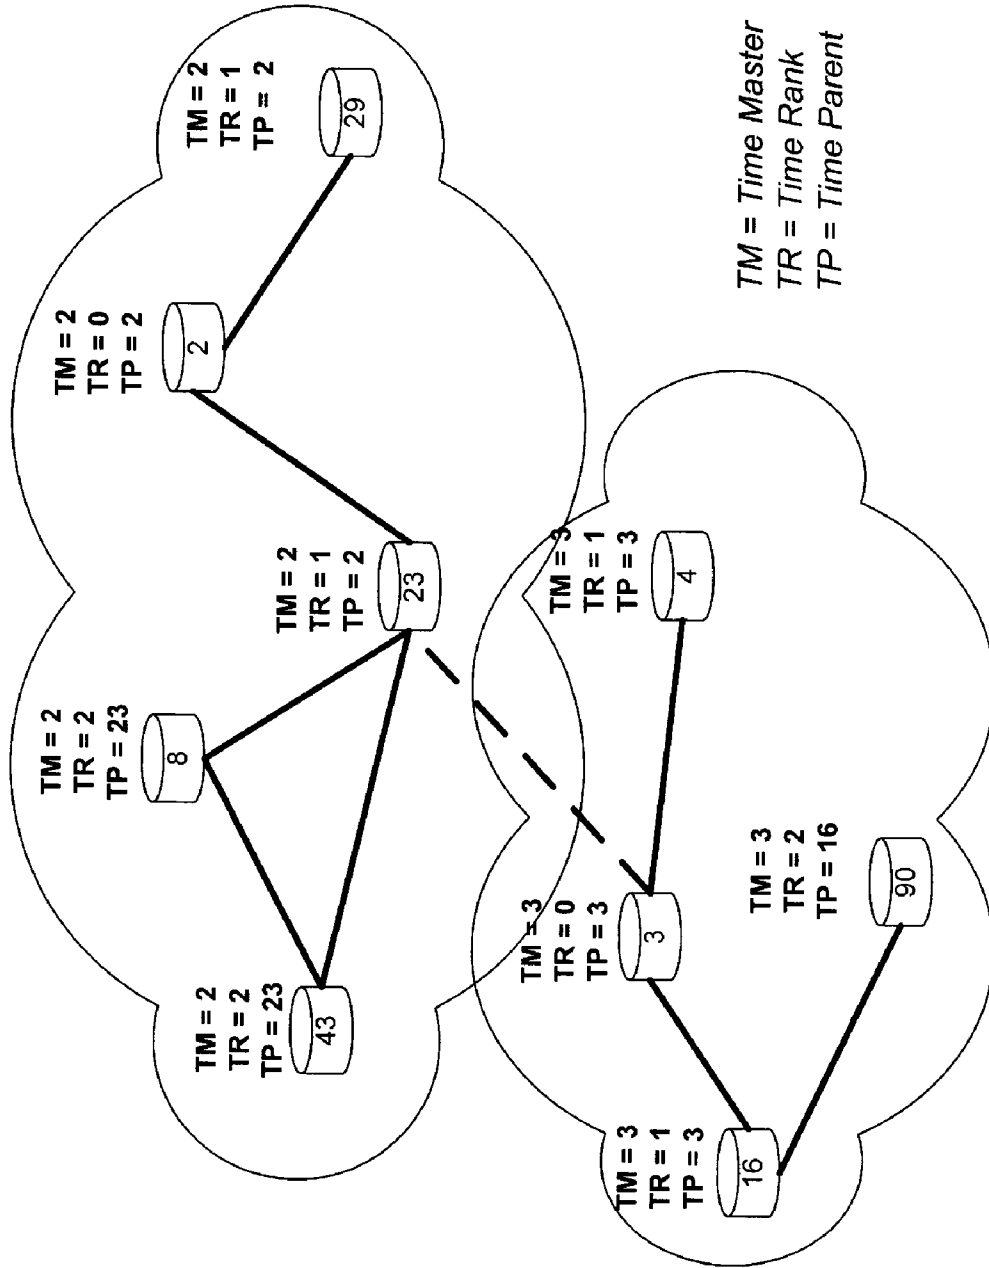 TM = 2
TR = 2
TP = 23
43
TM = 2
TR = 2
TP = 23
8
TM = 2
TR = 1
TP = 2
23
TM = 2
TR = 0
TP = 2
2
TM = 2
TR = 1
TP = 2
29
TM = 3
TR = 1
TP = 3
16
TM = 3
TR = 0
TP = 3
3
TM = 3
TR = 2
TP = 16
90
TM = 3
TR = 1
TP = 3
4
TM = Time Master
TR = Time Rank
TP = Time Parent